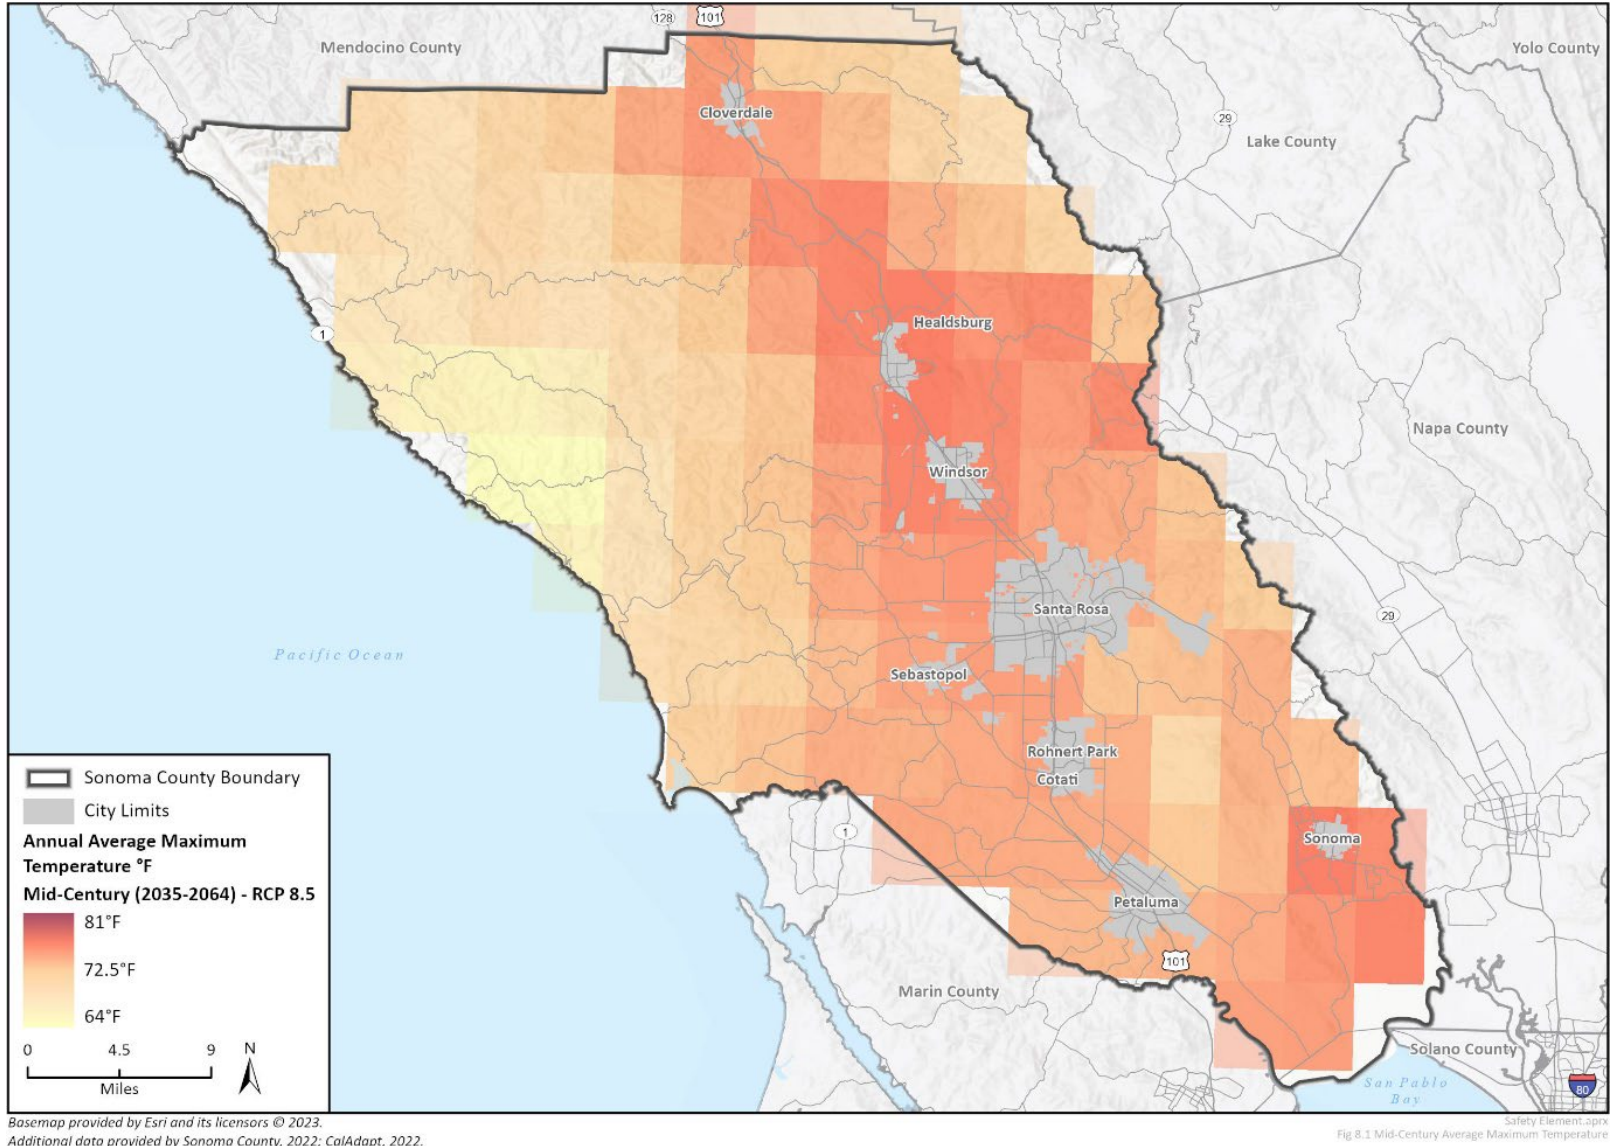 128
101
Mendocino County
Yolo County
Cloverdale
29
Lake County
1
Healdsburg
Napa County
Windsor
Santa Rosa
29
Pacific Ocean
Sebastopol
Rohnert Park
Cotati
1
Sonoma
Petaluma
101
Marin County
Solano County
San Pablo
Bay
80
Sonoma County Boundary
City Limits
Annual Average Maximum
Temperature °F
Mid-Century (2035-2064) - RCP 8.5
81°F
72.5°F
64°F
0 4.5 9
Miles
N
Basemap provided by Esri and its licensors © 2023.
Additional data provided by Sonoma County, 2022; CalAdapt, 2022.
Safety Element.aprx
Fig 8.1 Mid-Century Average Maximum Temperature